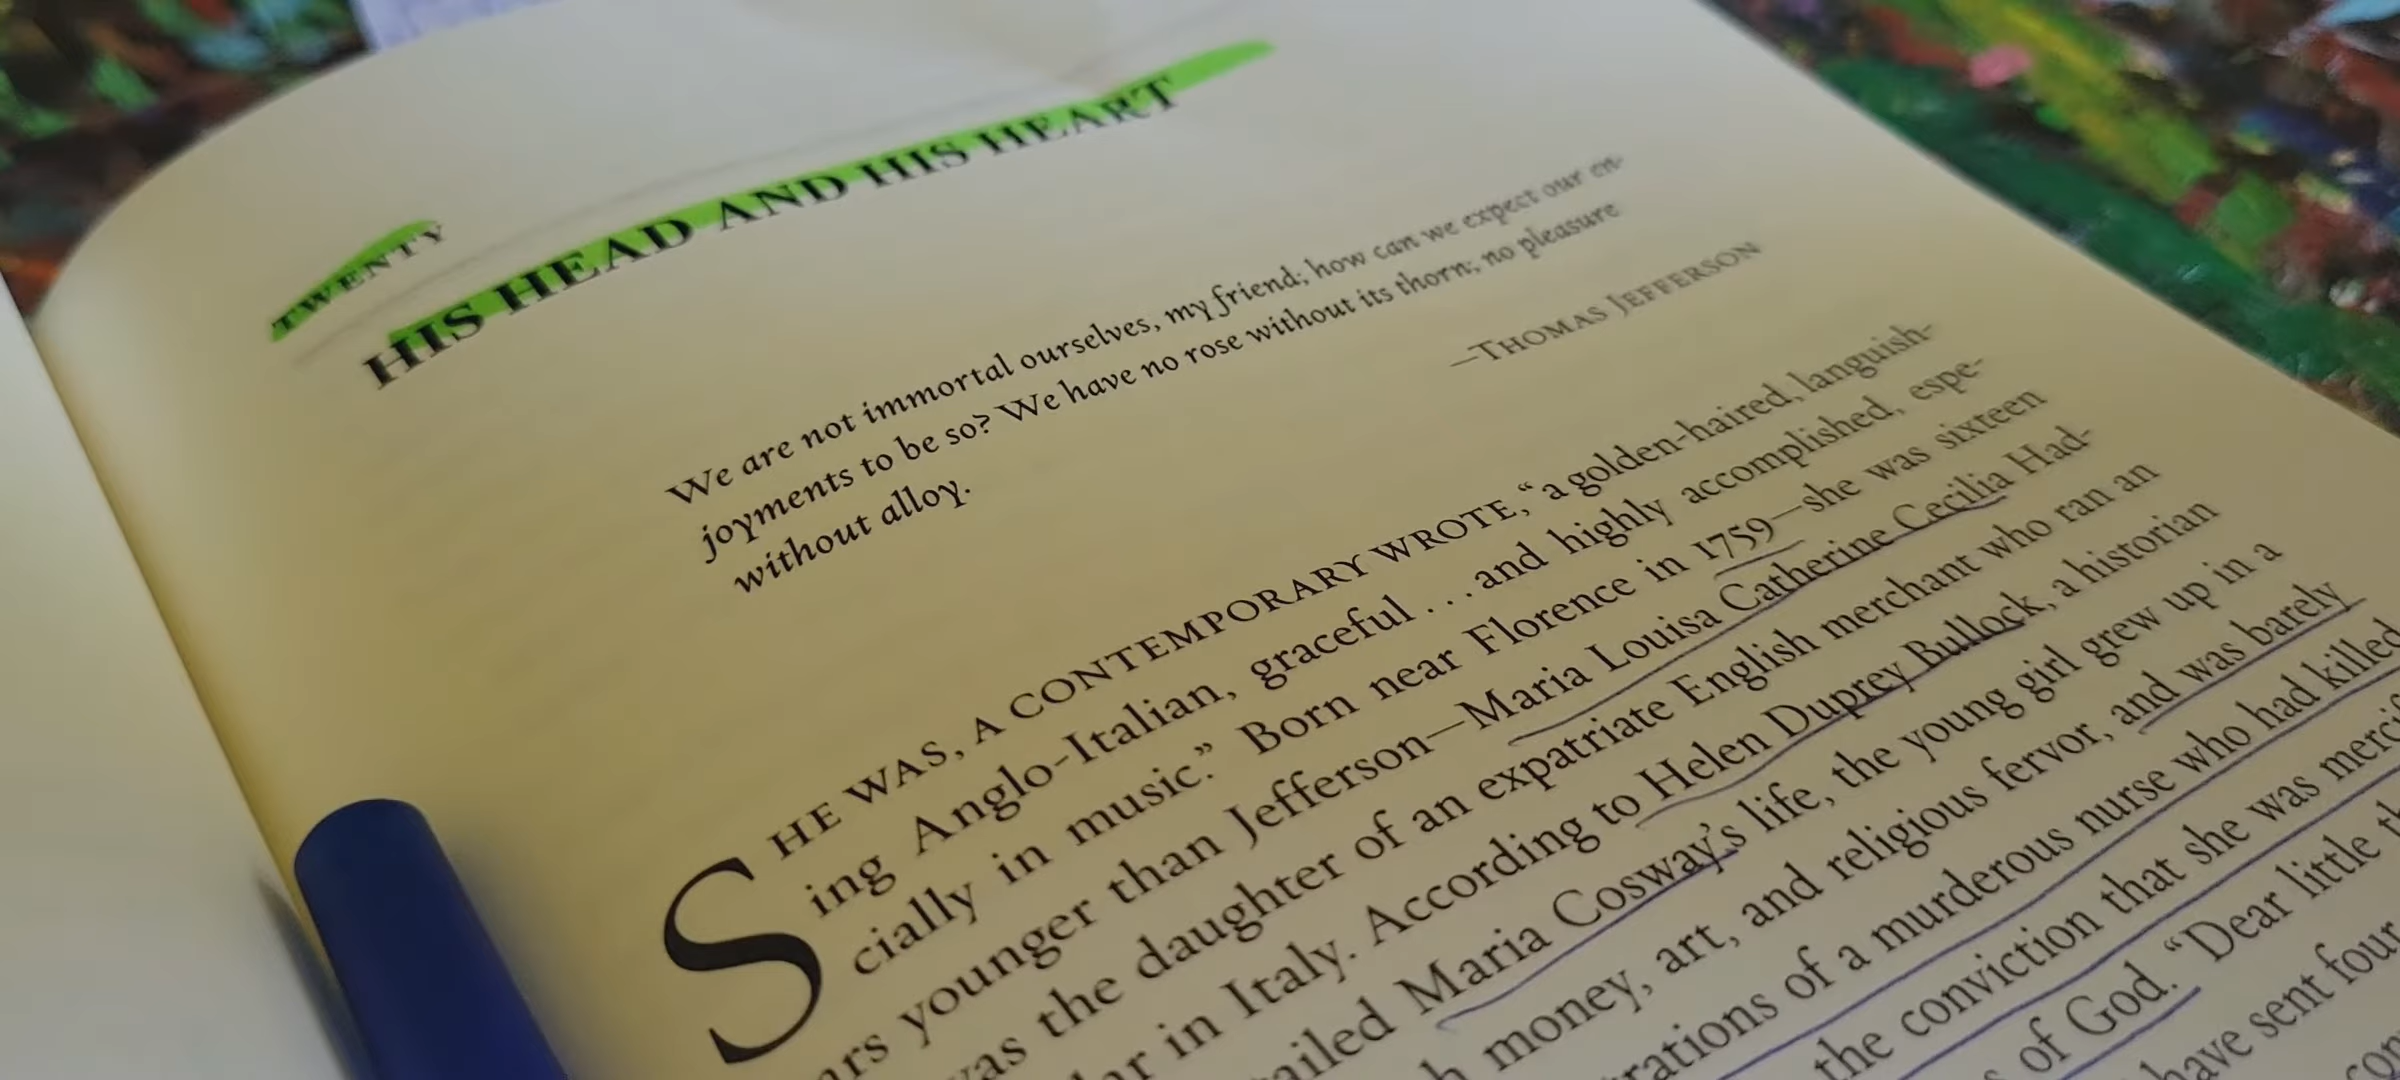 TWENTY
HIS HEAD AND HIS HEART
We are not immortal ourselves, my friend; how can we expect our en-
joyments to be so? We have no rose without its thorn; no pleasure
without alloy.
—THOMAS JEFFERSON
SHE WAS, A CONTEMPORARY WROTE, “a golden-haired, languish-
ing Anglo-Italian, graceful . . . and highly accomplished, espe-
cially in music.” Born near Florence in 1759—she was sixteen
younger than Jefferson—Maria Louisa Catherine Cecilia Had-
the daughter of an expatriate English merchant who ran an
in Italy. According to Helen Duprey Bullock, a historian
Maria Cosway’s life, the young girl grew up in a
money, art, and religious fervor, and was barely
of a murderous nurse who had killed
the conviction that she was
of God. “Dear little
have sent four